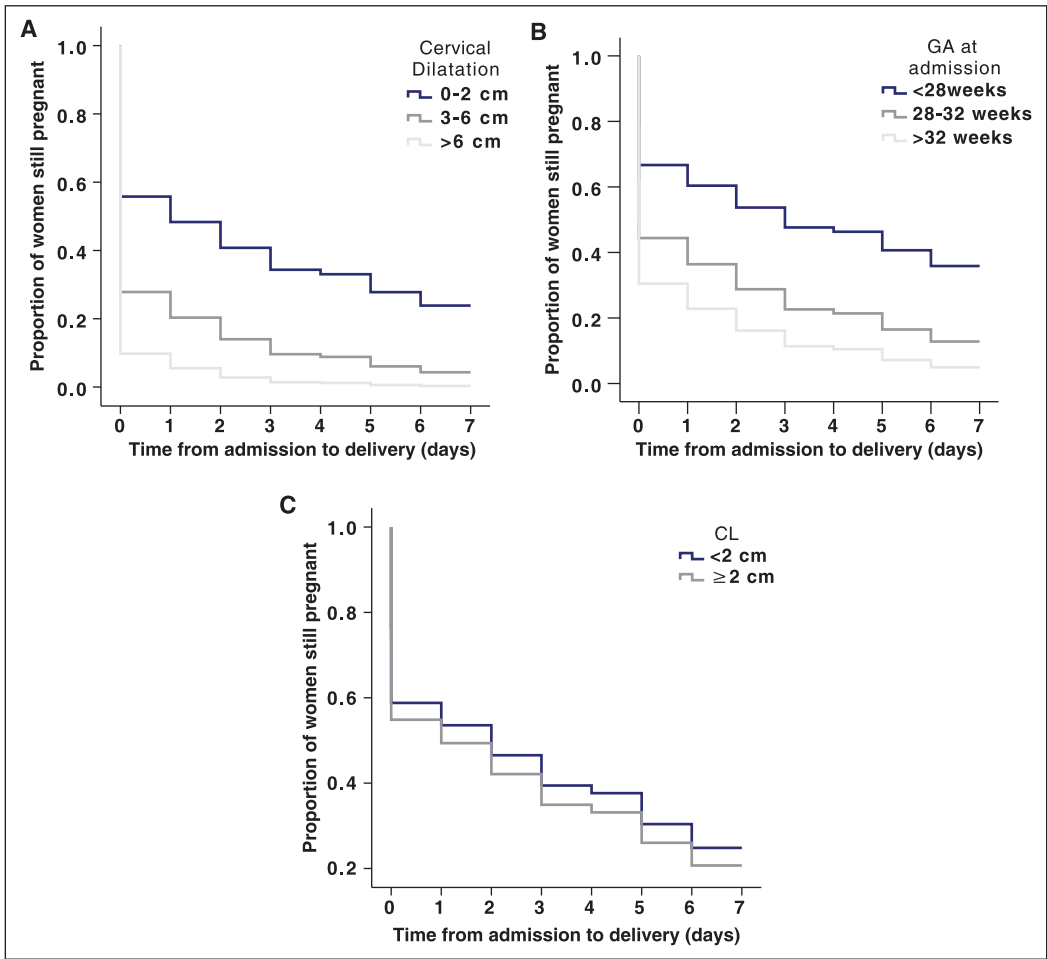 A
Cervical
Dilatation
0-2 cm
3-6 cm
>6 cm
Proportion of women still pregnant
1.0
0.8
0.6
0.4
0.2
0.0
0 1 2 3 4 5 6 7
Time from admission to delivery (days)
B
GA at
admission
<28weeks
28-32 weeks
>32 weeks
Proportion of women still pregnant
1.0
0.8
0.6
0.4
0.2
0.0
0 1 2 3 4 5 6 7
Time from admission to delivery (days)
C
CL
<2 cm
≥2 cm
Proportion of women still pregnant
1.0
0.8
0.6
0.4
0.2
0 1 2 3 4 5 6 7
Time from admission to delivery (days)